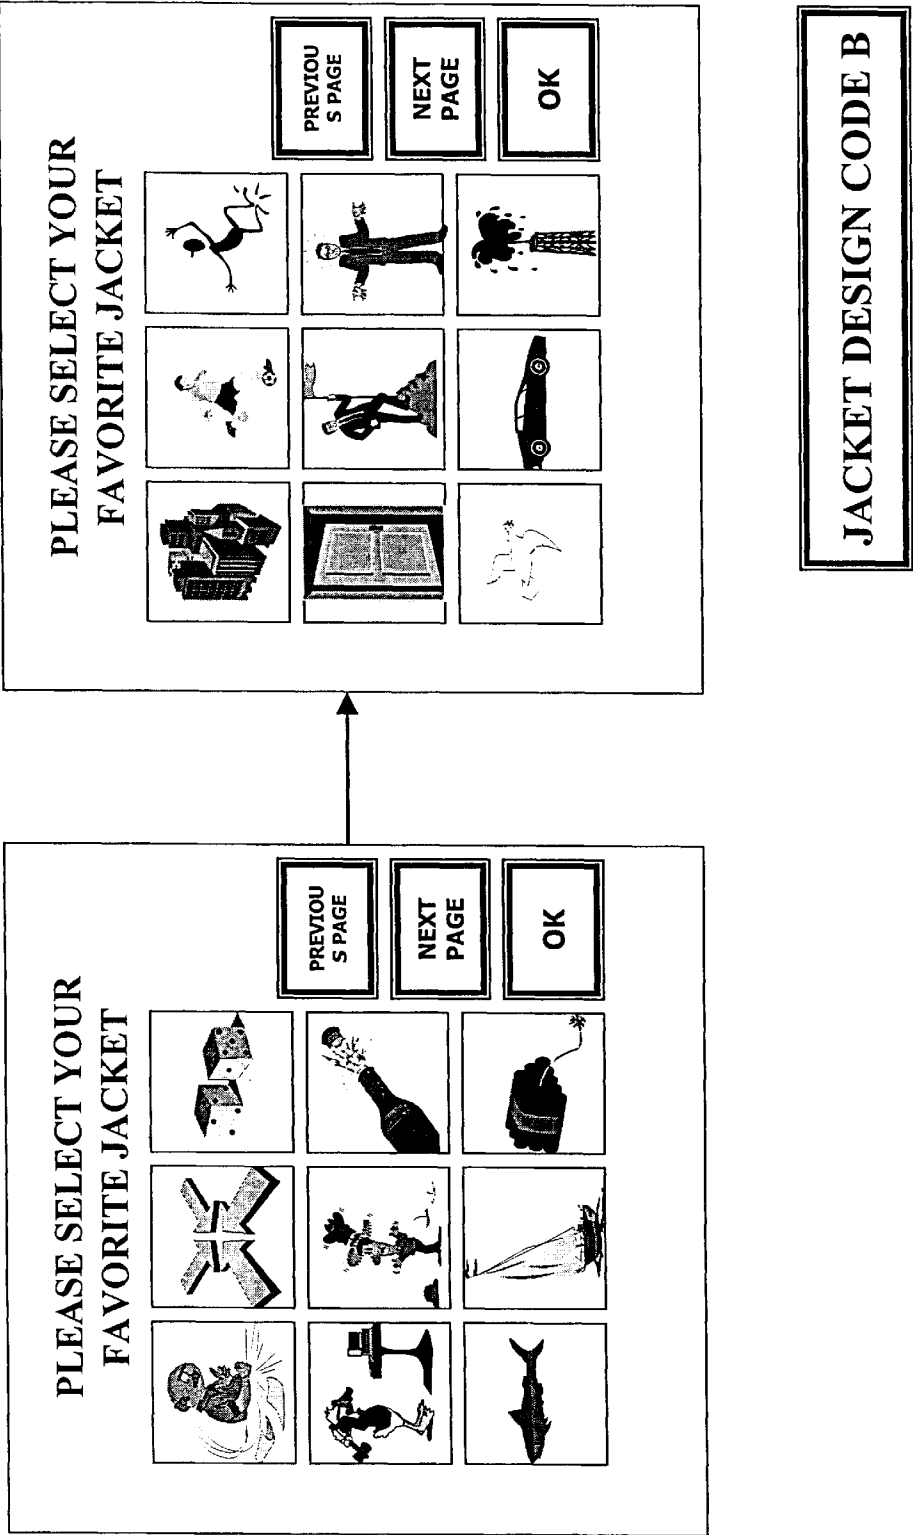 PLEASE SELECT YOUR
FAVORITE JACKET
PREVIOU
S PAGE
NEXT
PAGE
OK
PLEASE SELECT YOUR
FAVORITE JACKET
PREVIOU
S PAGE
NEXT
PAGE
OK
JACKET DESIGN CODE B